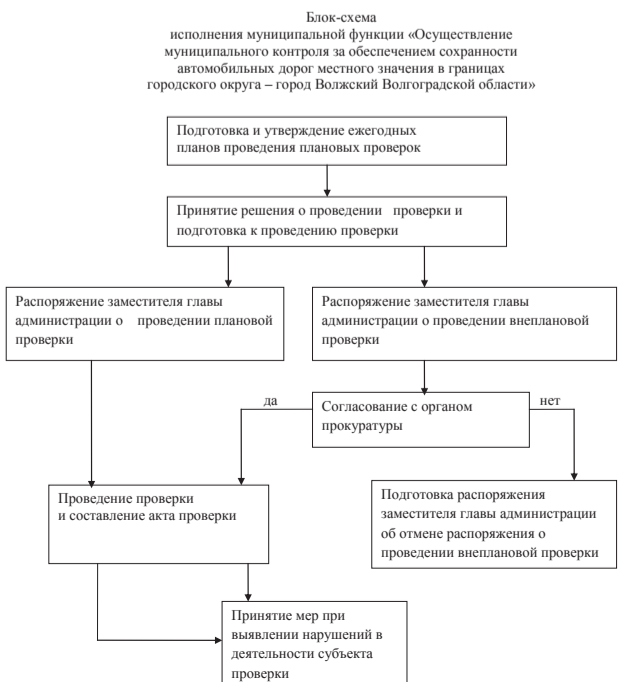 Блок-схема
исполнения муниципальной функции «Осуществление
муниципального контроля за обеспечением сохранности
автомобильных дорог местного значения в границах
городского округа – город Волжский Волгоградской области»
Подготовка и утверждение ежегодных
планов проведения плановых проверок
Принятие решения о проведении проверки и
подготовка к проведению проверки
Распоряжение заместителя главы
администрации о проведении плановой
проверки
Распоряжение заместителя главы
администрации о проведении внеплановой
проверки
да
Согласование с органом
прокуратуры
нет
Проведение проверки
и составление акта проверки
Подготовка распоряжения
заместителя главы администрации
об отмене распоряжения о
проведении внеплановой проверки
Принятие мер при
выявлении нарушений в
деятельности субъекта
проверки